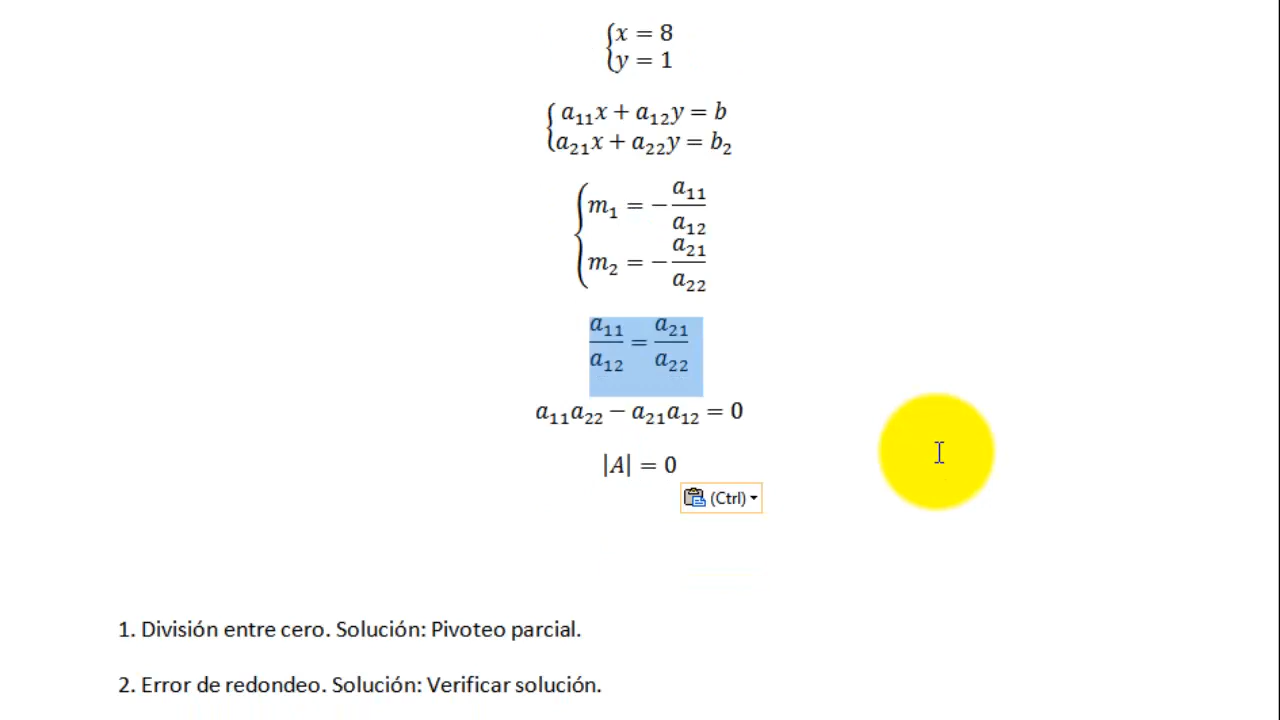 {x = 8
{y = 1
{a₁₁x + a₁₂y = b
{a₂₁x + a₂₂y = b₂
{m₁ = −a₁₁/a₁₂
{m₂ = −a₂₁/a₂₂
a₁₁/a₁₂ = a₂₁/a₂₂
a₁₁a₂₂ − a₂₁a₁₂ = 0
|A| = 0
(Ctrl)
1. División entre cero. Solución: Pivoteo parcial.
2. Error de redondeo. Solución: Verificar solución.